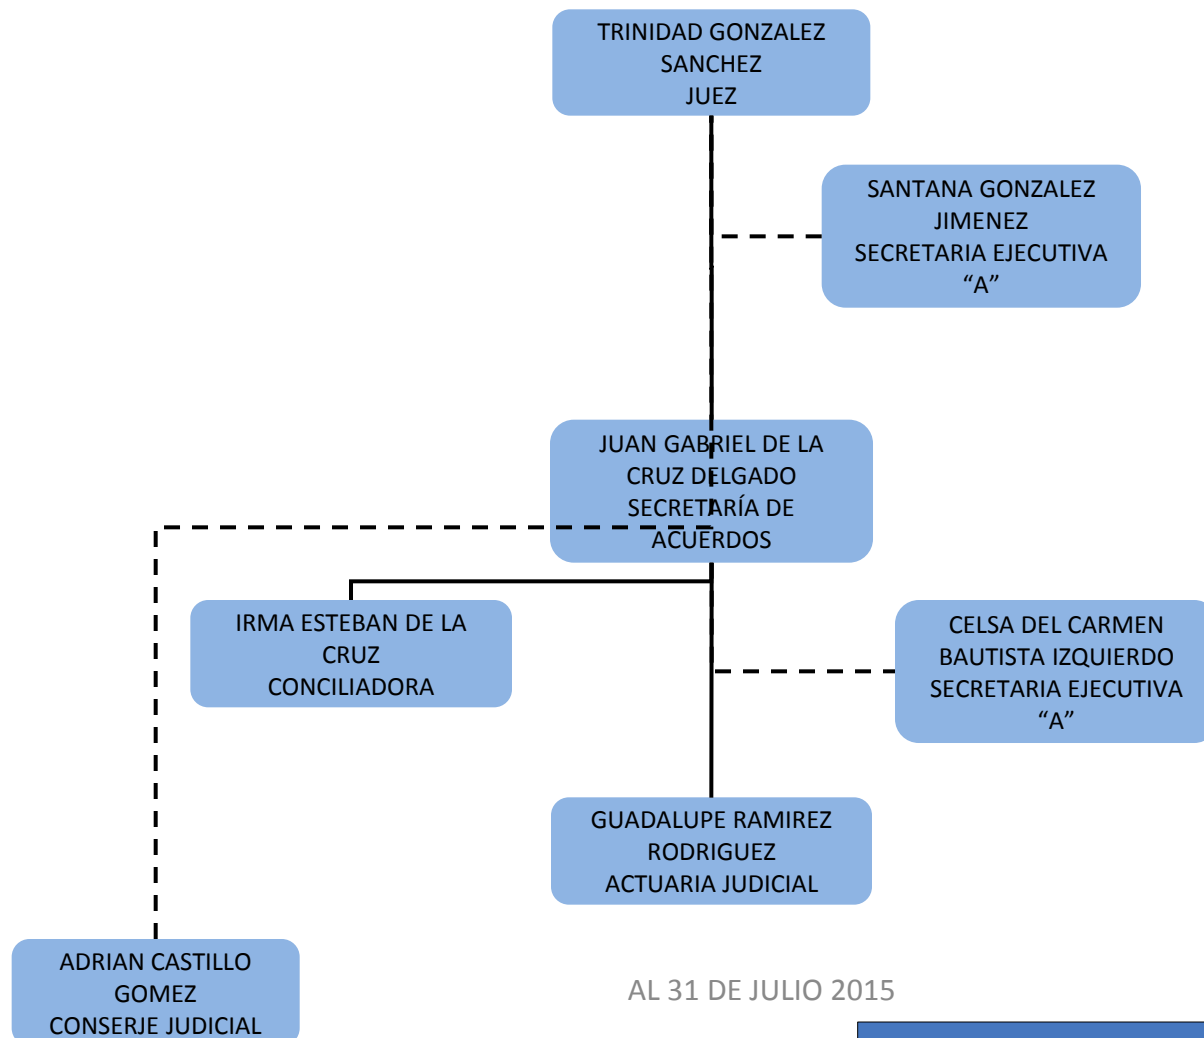 TRINIDAD GONZALEZ
SANCHEZ
JUEZ
SANTANA GONZALEZ
JIMENEZ
SECRETARIA EJECUTIVA
“A”
JUAN GABRIEL DE LA
CRUZ DELGADO
SECRETARÍA DE
ACUERDOS
IRMA ESTEBAN DE LA
CRUZ
CONCILIADORA
CELSA DEL CARMEN
BAUTISTA IZQUIERDO
SECRETARIA EJECUTIVA
“A”
GUADALUPE RAMIREZ
RODRIGUEZ
ACTUARIA JUDICIAL
ADRIAN CASTILLO
GOMEZ
CONSERJE JUDICIAL
AL 31 DE JULIO 2015